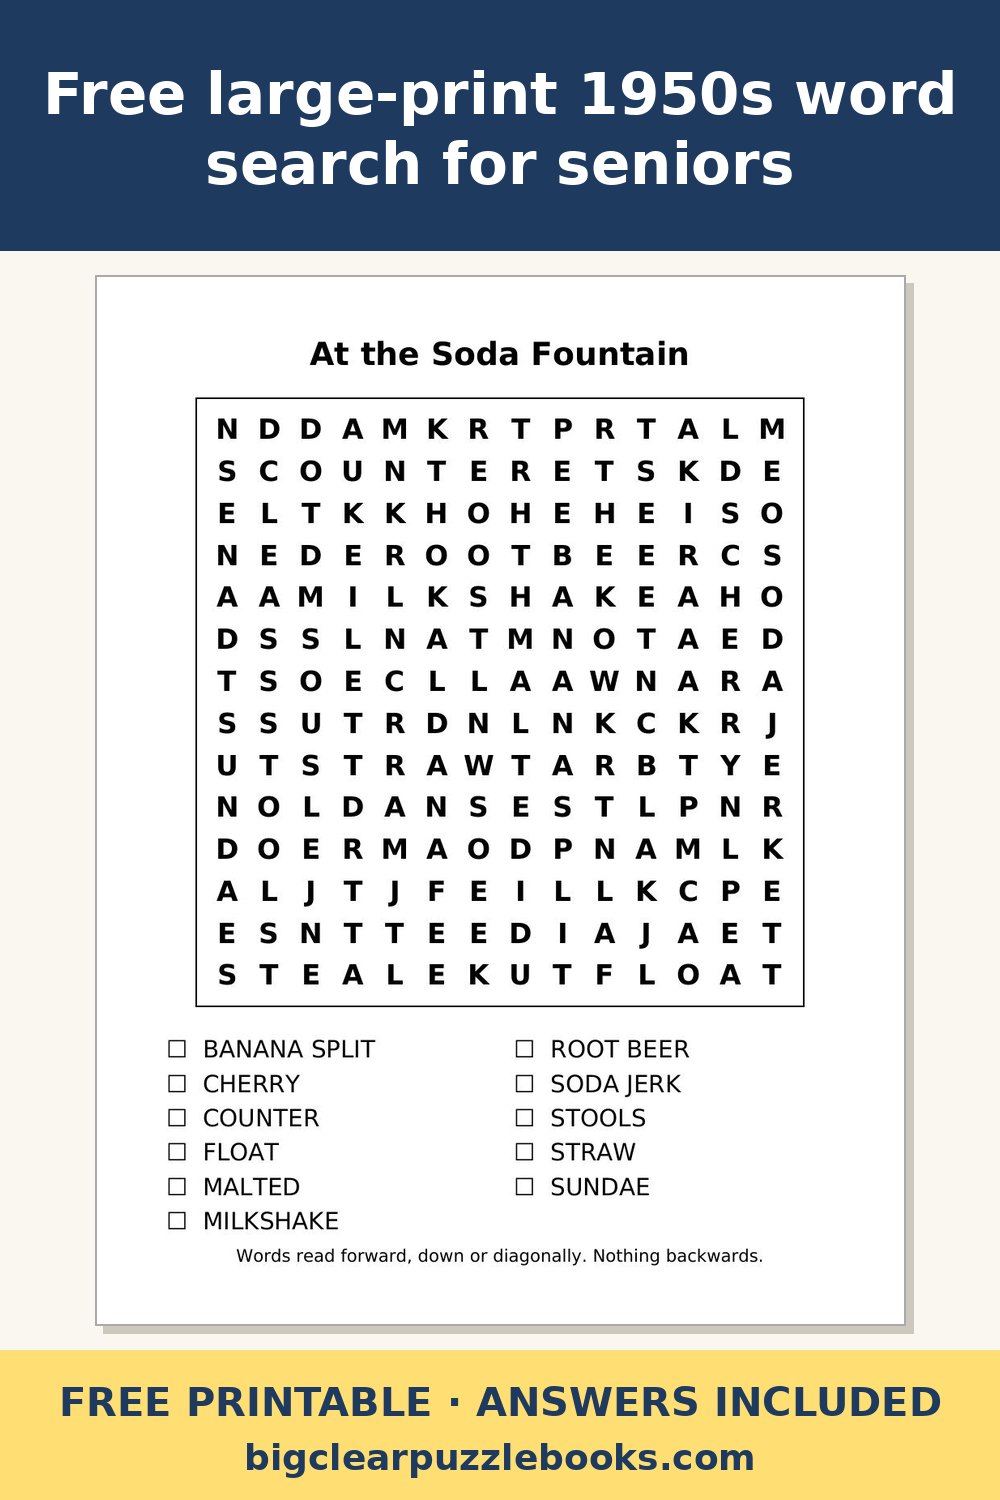 Free large-print 1950s word
search for seniors
At the Soda Fountain
N D D A M K R T P R T A L M
S C O U N T E R E T S K D E
E L T K K H O H E H E I S O
N E D E R O O T B E E R C S
A A M I L K S H A K E A H O
D S S L N A T M N O T A E D
T S O E C L L A A W N A R A
S S U T R D N L N K C K R J
U T S T R A W T A R B T Y E
N O L D A N S E S T L P N R
D O E R M A O D P N A M L K
A L J T J F E I L L K C P E
E S N T T E E D I A J A E T
S T E A L E K U T F L O A T
☐ BANANA SPLIT ☐ ROOT BEER
☐ CHERRY ☐ SODA JERK
☐ COUNTER ☐ STOOLS
☐ FLOAT ☐ STRAW
☐ MALTED ☐ SUNDAE
☐ MILKSHAKE
Words read forward, down or diagonally. Nothing backwards.
FREE PRINTABLE · ANSWERS INCLUDED
bigclearpuzzlebooks.com